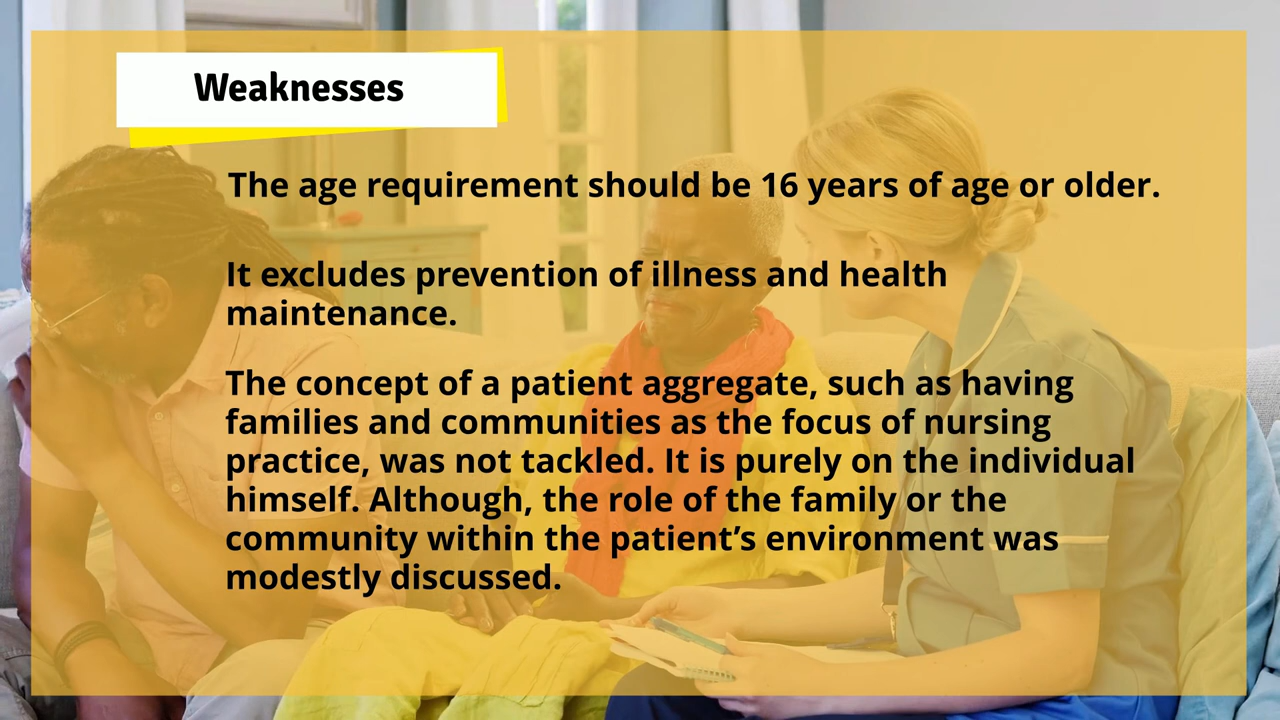 Weaknesses
The age requirement should be 16 years of age or older.
It excludes prevention of illness and health
maintenance.
The concept of a patient aggregate, such as having
families and communities as the focus of nursing
practice, was not tackled. It is purely on the individual
himself. Although, the role of the family or the
community within the patient’s environment was
modestly discussed.